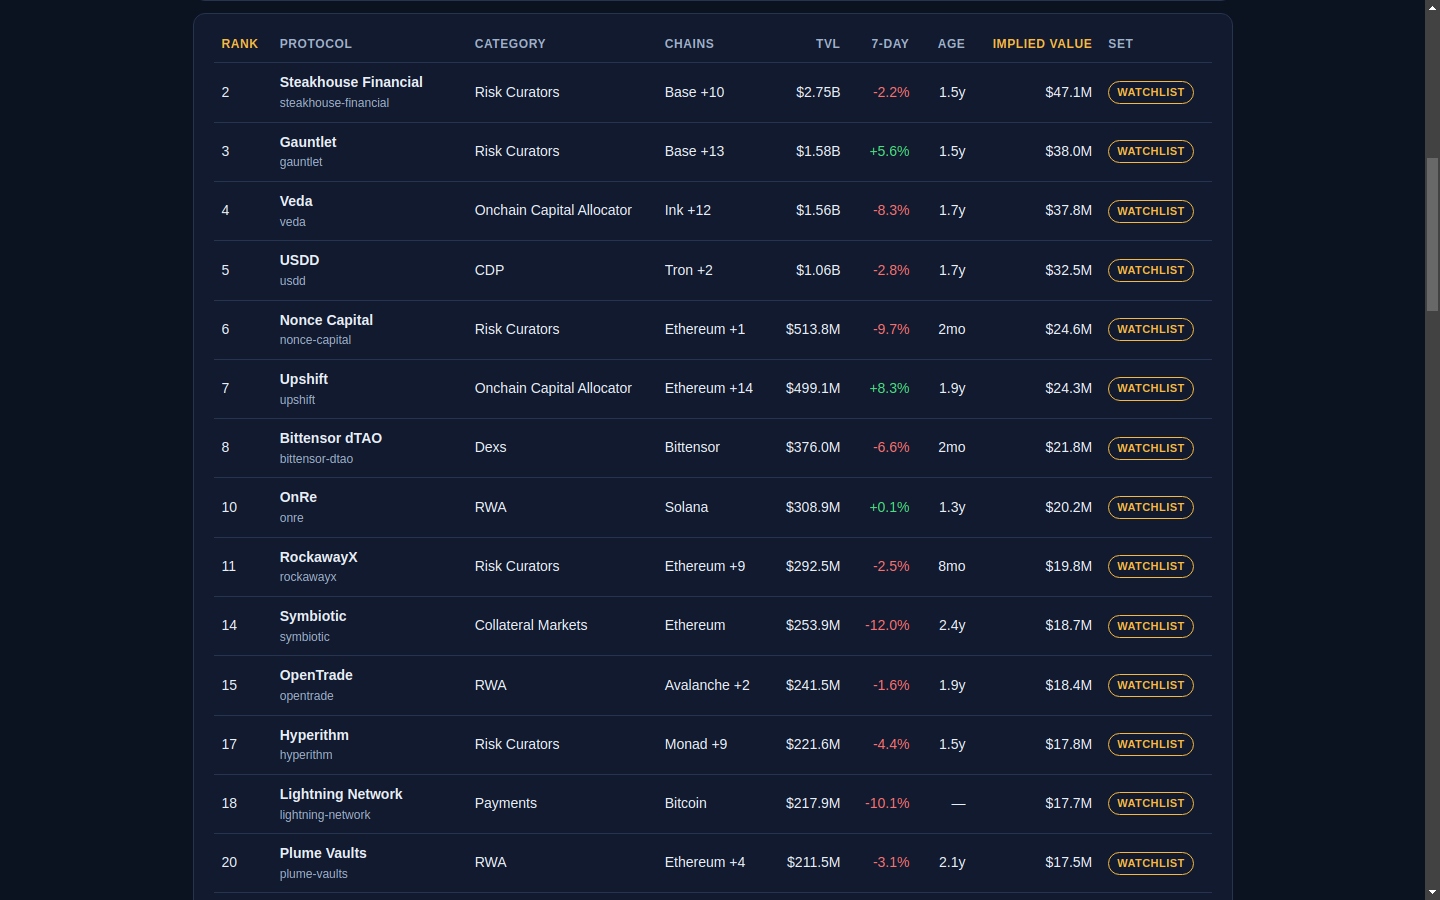 RANK PROTOCOL CATEGORY CHAINS TVL 7-DAY AGE IMPLIED VALUE SET
2 Steakhouse Financial steakhouse-financial Risk Curators Base +10 $2.75B -2.2% 1.5y $47.1M WATCHLIST
3 Gauntlet gauntlet Risk Curators Base +13 $1.58B +5.6% 1.5y $38.0M WATCHLIST
4 Veda veda Onchain Capital Allocator Ink +12 $1.56B -8.3% 1.7y $37.8M WATCHLIST
5 USDD usdd CDP Tron +2 $1.06B -2.8% 1.7y $32.5M WATCHLIST
6 Nonce Capital nonce-capital Risk Curators Ethereum +1 $513.8M -9.7% 2mo $24.6M WATCHLIST
7 Upshift upshift Onchain Capital Allocator Ethereum +14 $499.1M +8.3% 1.9y $24.3M WATCHLIST
8 Bittensor dTAO bittensor-dtao Dexs Bittensor $376.0M -6.6% 2mo $21.8M WATCHLIST
10 OnRe onre RWA Solana $308.9M +0.1% 1.3y $20.2M WATCHLIST
11 RockawayX rockawayx Risk Curators Ethereum +9 $292.5M -2.5% 8mo $19.8M WATCHLIST
14 Symbiotic symbiotic Collateral Markets Ethereum $253.9M -12.0% 2.4y $18.7M WATCHLIST
15 OpenTrade opentrade RWA Avalanche +2 $241.5M -1.6% 1.9y $18.4M WATCHLIST
17 Hyperithm hyperithm Risk Curators Monad +9 $221.6M -4.4% 1.5y $17.8M WATCHLIST
18 Lightning Network lightning-network Payments Bitcoin $217.9M -10.1% — $17.7M WATCHLIST
20 Plume Vaults plume-vaults RWA Ethereum +4 $211.5M -3.1% 2.1y $17.5M WATCHLIST